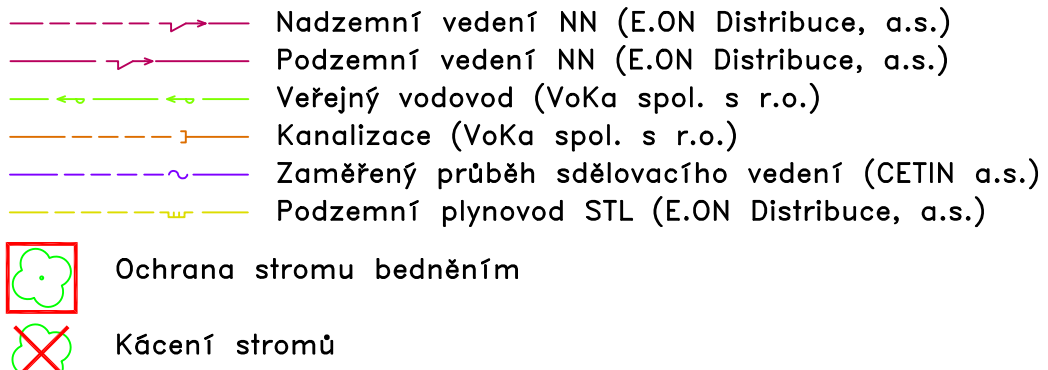 Nadzemní vedení NN (E.ON Distribuce, a.s.)
Podzemní vedení NN (E.ON Distribuce, a.s.)
Veřejný vodovod (VoKa spol. s r.o.)
Kanalizace (VoKa spol. s r.o.)
Zaměřený průběh sdělovacího vedení (CETIN a.s.)
Podzemní plynovod STL (E.ON Distribuce, a.s.)
Ochrana stromu bedněním
Kácení stromů